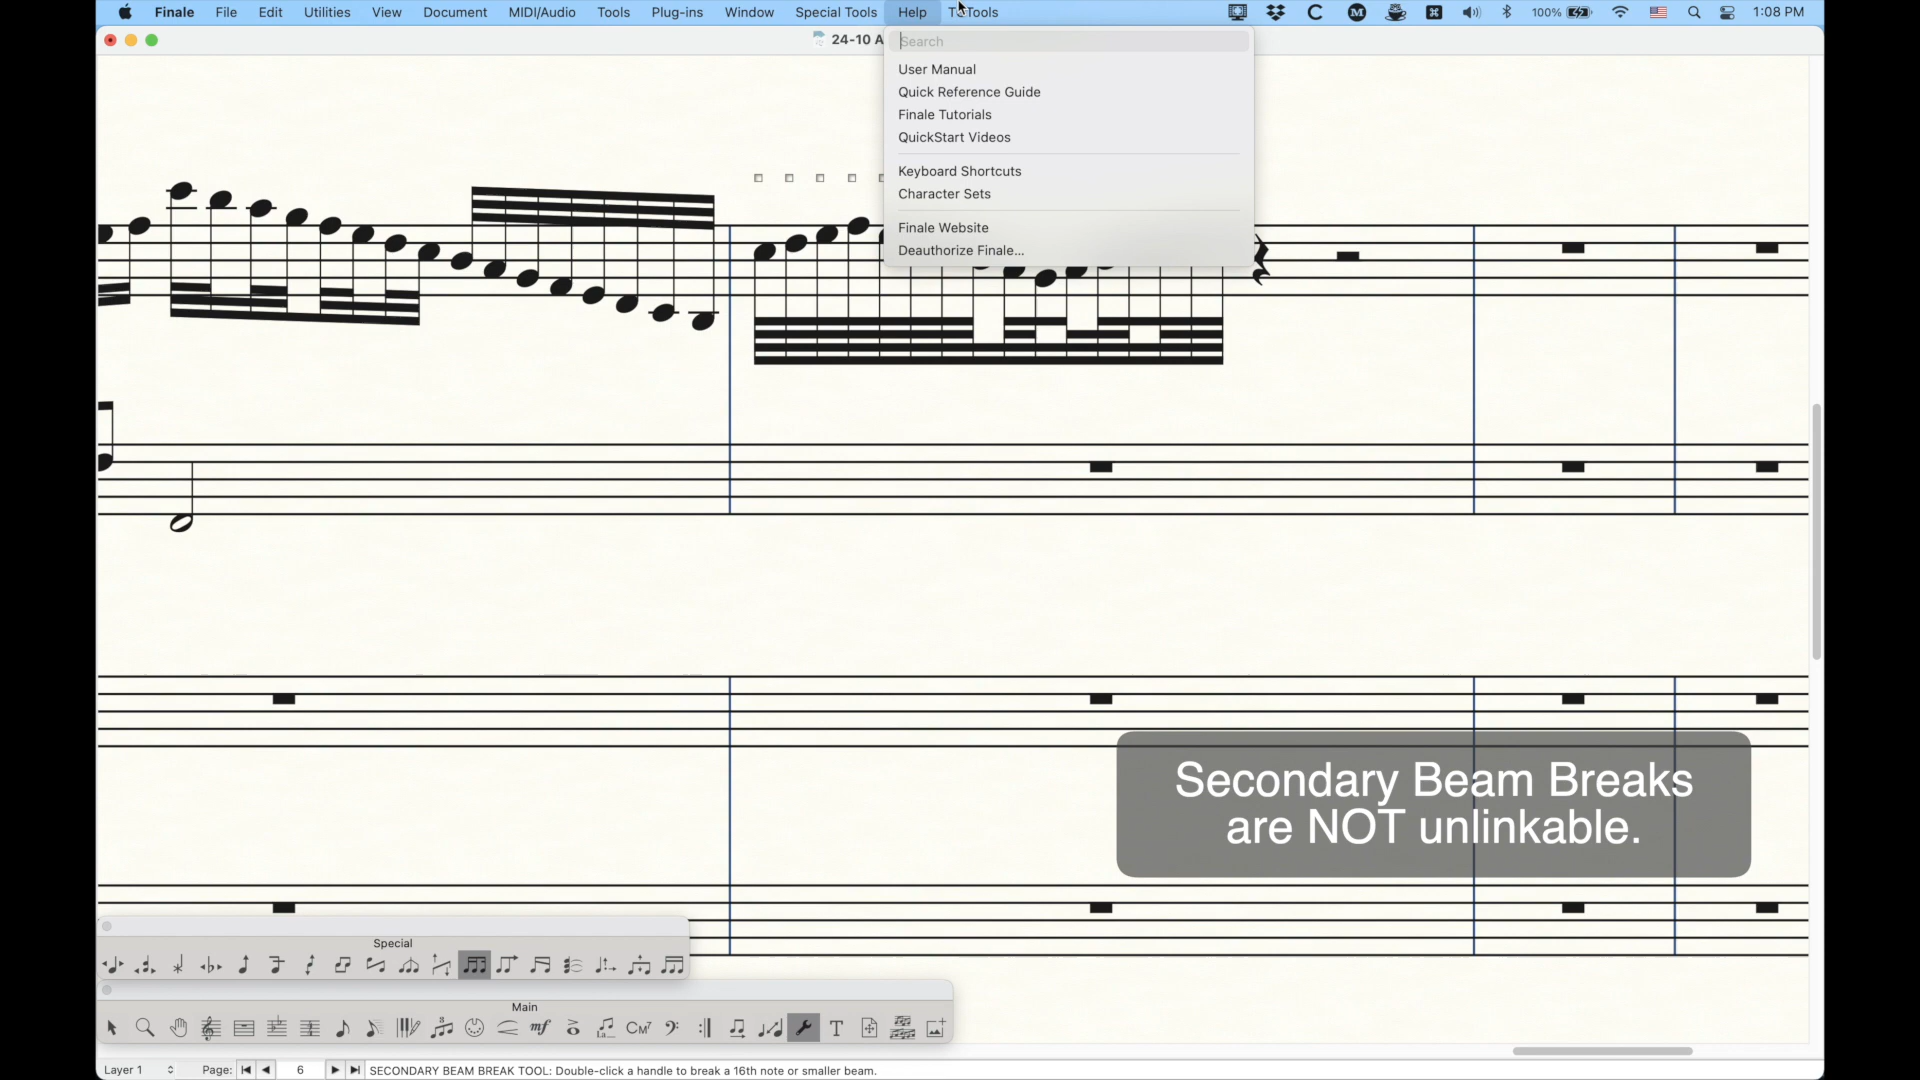 Finale File Edit Utilities View Document MIDI/Audio Tools Plug-ins Window Special Tools Help Tools 100% 1:08 PM
24-10 A
Search
User Manual
Quick Reference Guide
Finale Tutorials
QuickStart Videos
Keyboard Shortcuts
Character Sets
Finale Website
Deauthorize Finale...
Secondary Beam Breaks
are NOT unlinkable.
Special
Main
mf CM7 T
Layer 1 Page: 6 SECONDARY BEAM BREAK TOOL: Double-click a handle to break a 16th note or smaller beam.